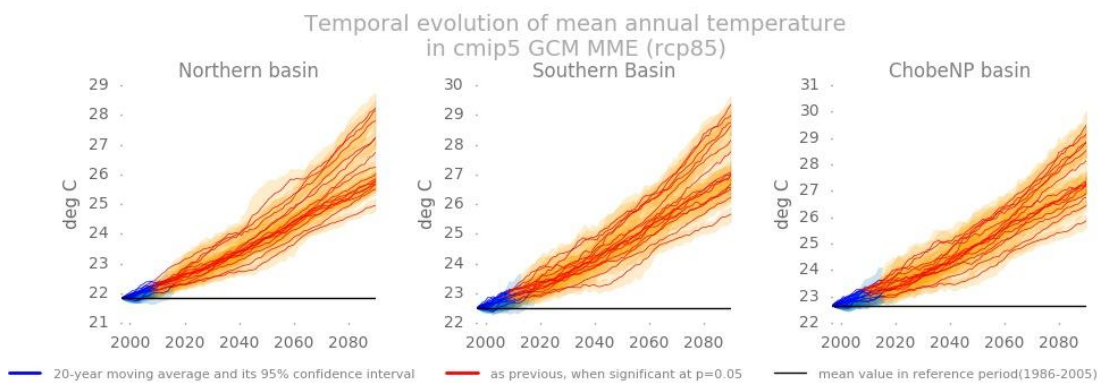 Temporal evolution of mean annual temperature
in cmip5 GCM MME (rcp85)
Northern basin
Southern Basin
ChobeNP basin
deg C
29
28
27
26
25
24
23
22
21
2000 2020 2040 2060 2080
deg C
30
29
28
27
26
25
24
23
22
2000 2020 2040 2060 2080
deg C
31
30
29
28
27
26
25
24
23
22
2000 2020 2040 2060 2080
20-year moving average and its 95% confidence interval
as previous, when significant at p=0.05
mean value in reference period(1986-2005)